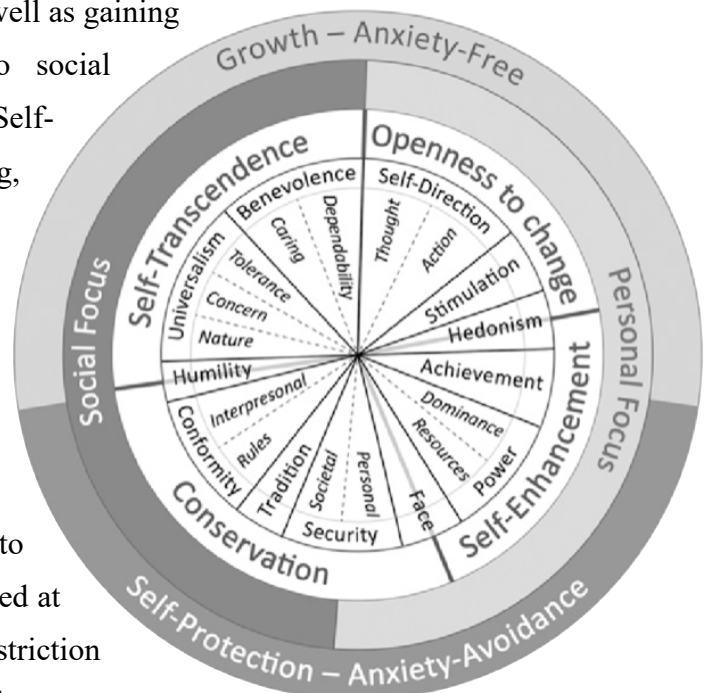 well as gaining
o social
Self-
g,
to
ed at
striction
Growth – Anxiety-Free
Social Focus
Personal Focus
Self-Protection – Anxiety-Avoidance
Self-Transcendence
Openness to change
Self-Enhancement
Conservation
Benevolence
Caring
Dependability
Self-Direction
Thought
Action
Stimulation
Hedonism
Achievement
Power
Dominance
Resources
Face
Security
Personal
Societal
Tradition
Conformity
Rules
Interpresonal
Humility
Universalism
Nature
Concern
Tolerance